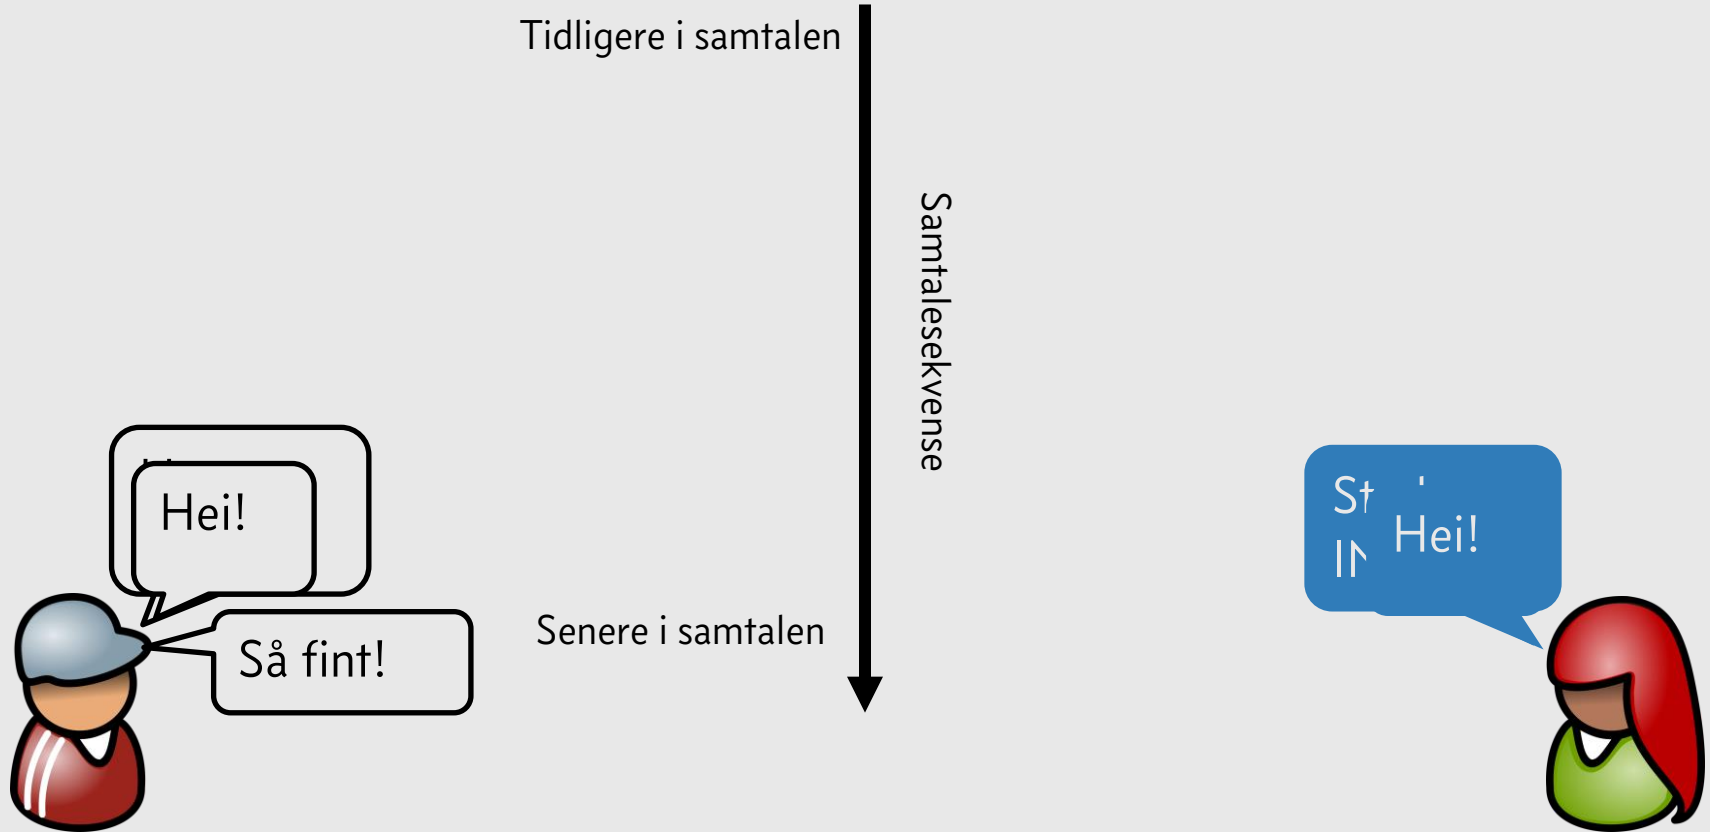 Tidligere i samtalen
Samtalesekvense
Hei!
Hei!
Senere i samtalen
Så fint!